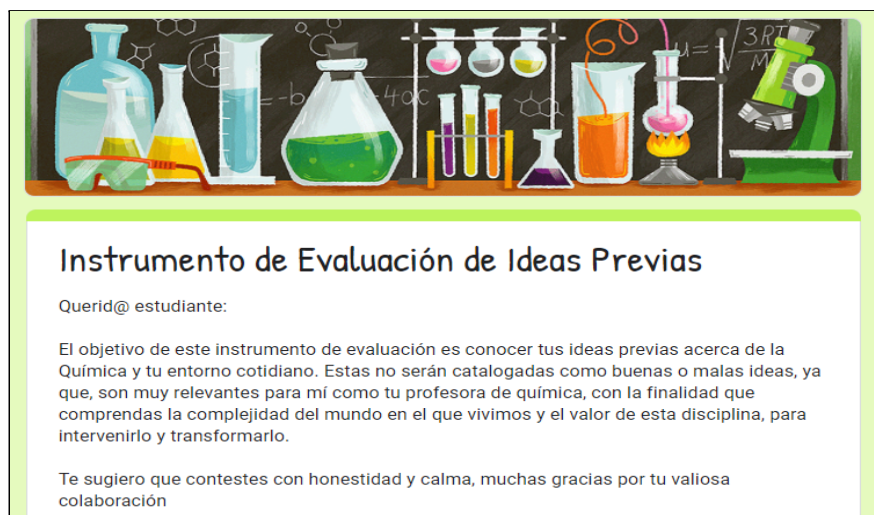 = -b
-4ac
u = √3RT
M
Instrumento de Evaluación de Ideas Previas
Querid@ estudiante:
El objetivo de este instrumento de evaluación es conocer tus ideas previas acerca de la
Química y tu entorno cotidiano. Estas no serán catalogadas como buenas o malas ideas, ya
que, son muy relevantes para mí como tu profesora de química, con la finalidad que
comprendas la complejidad del mundo en el que vivimos y el valor de esta disciplina, para
intervenirlo y transformarlo.
Te sugiero que contestes con honestidad y calma, muchas gracias por tu valiosa
colaboración